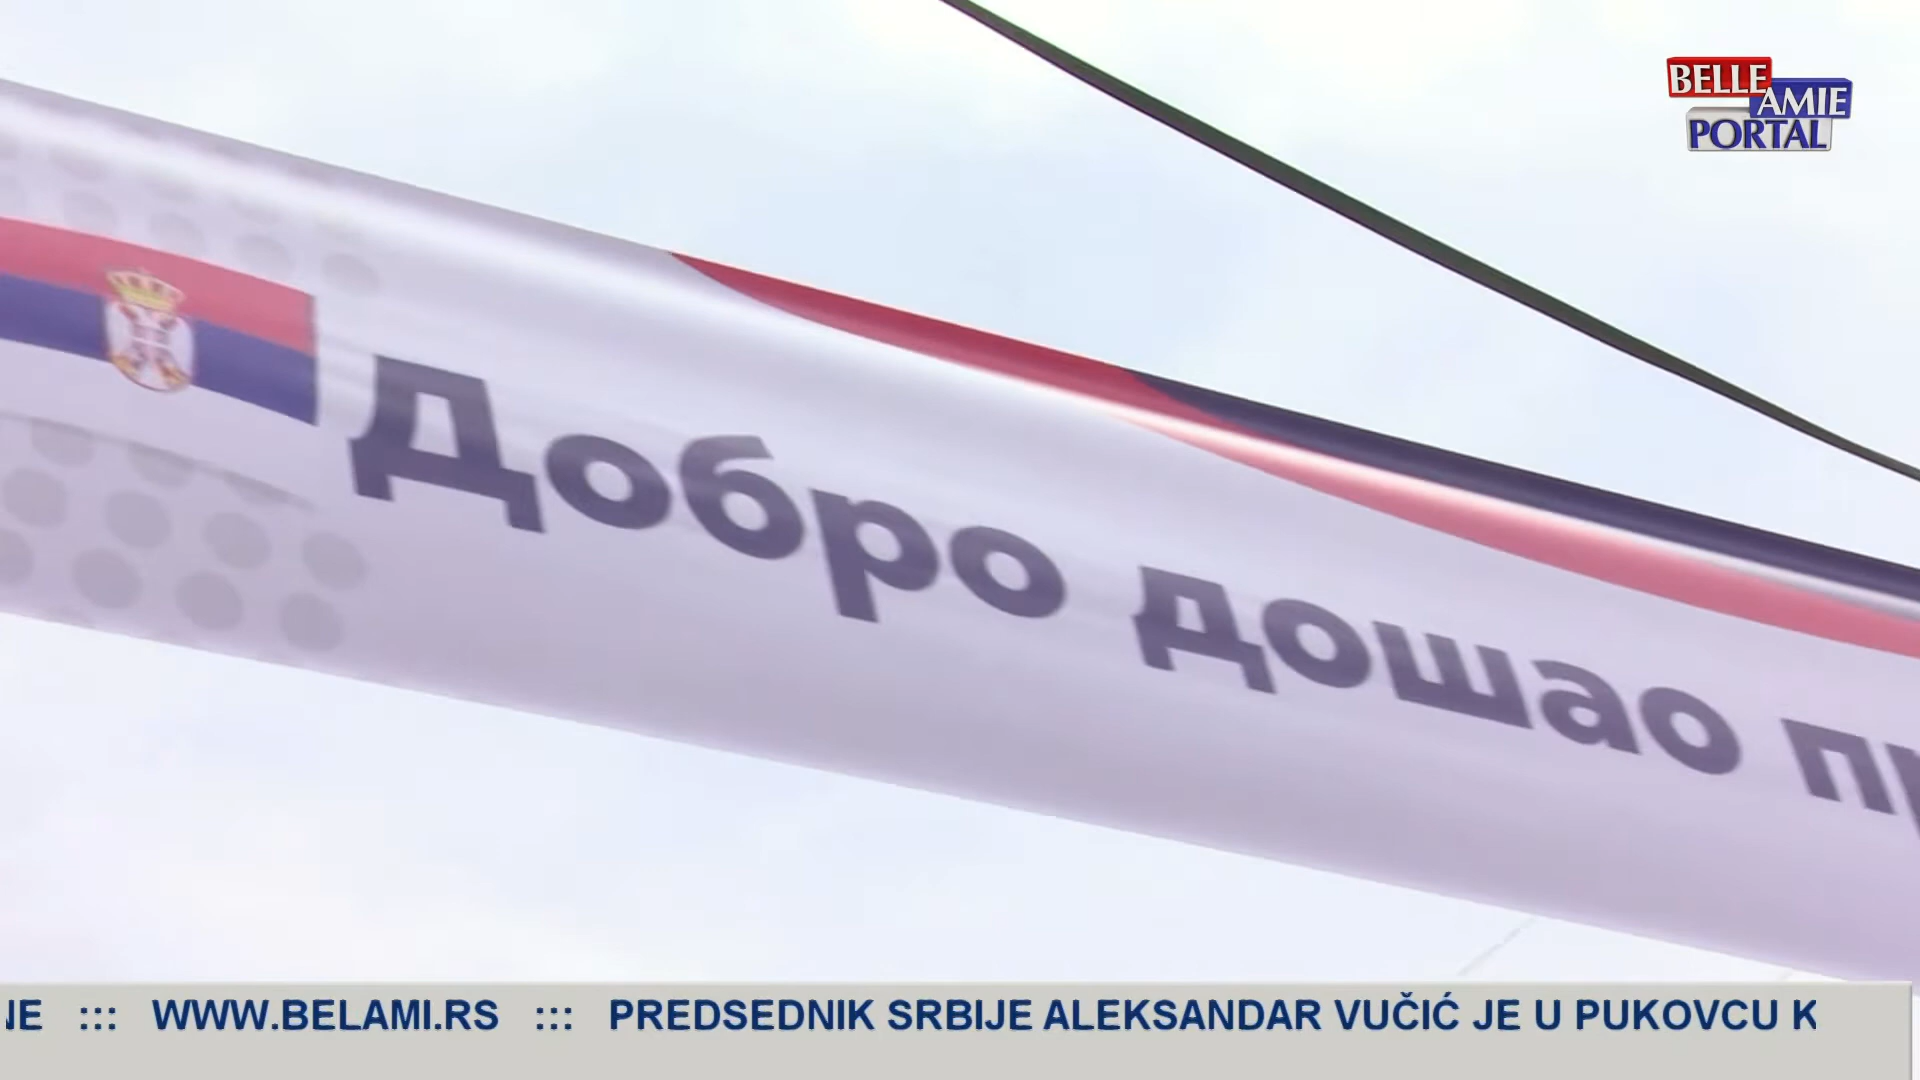 BELLE
AMIE
PORTAL
Добро дошао
WWW.BELAMI.RS ::: PREDSEDNIK SRBIJE ALEKSANDAR VUČIĆ JE U PUKOVCU